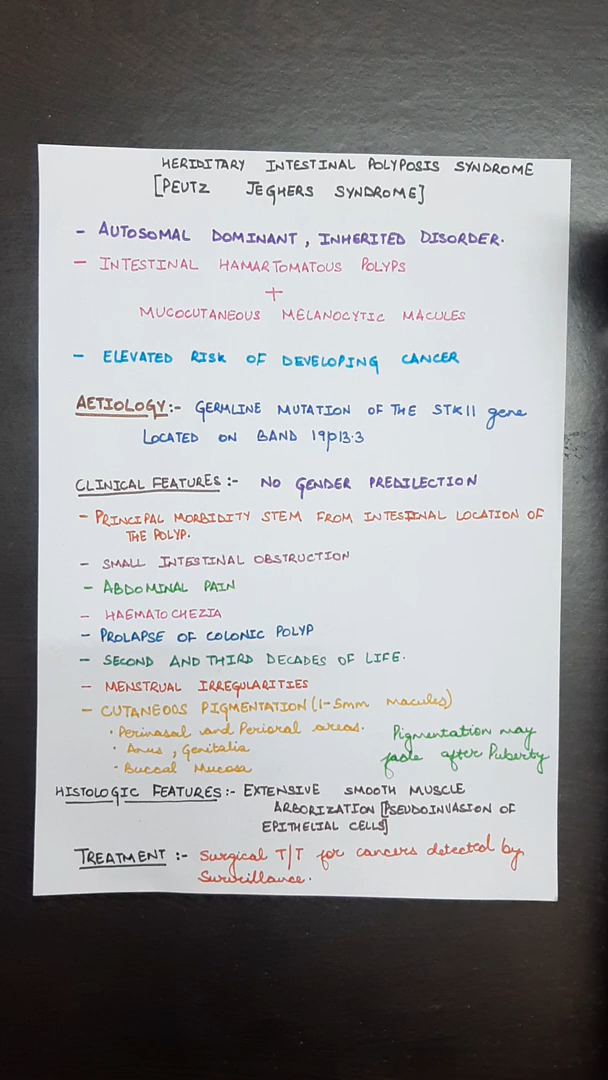 HERIDITARY INTESTINAL POLYPOSIS SYNDROME
[PEUTZ JEGHERS SYNDROME]
- AUTOSOMAL DOMINANT, INHERITED DISORDER.
- INTESTINAL HAMARTOMATOUS POLYPS
+
MUCOCUTANEOUS MELANOCYTIC MACULES
- ELEVATED RISK OF DEVELOPING CANCER
AETIOLOGY:- GERMLINE MUTATION OF THE STK11 gene
LOCATED ON BAND 19p13.3
CLINICAL FEATURES:- NO GENDER PREDILECTION
- PRINCIPAL MORBIDITY STEM FROM INTESTINAL LOCATION OF
THE POLYP.
- SMALL INTESTINAL OBSTRUCTION
- ABDOMINAL PAIN
- HAEMATOCHEZIA
- PROLAPSE OF COLONIC POLYP
- SECOND AND THIRD DECADES OF LIFE.
- MENSTRUAL IRREGULARITIES
- CUTANEOUS PIGMENTATION (1-5mm macules)
• Perinasal and Perioral areas.
• Anus, Genitalia
• Buccal Mucosa
Pigmentation may
fade after Puberty
HISTOLOGIC FEATURES:- EXTENSIVE SMOOTH MUSCLE
ARBORIZATION [PSEUDOINVASION OF
EPITHELIAL CELLS]
TREATMENT:- Surgical T/T for cancers detected by
Surveillance.